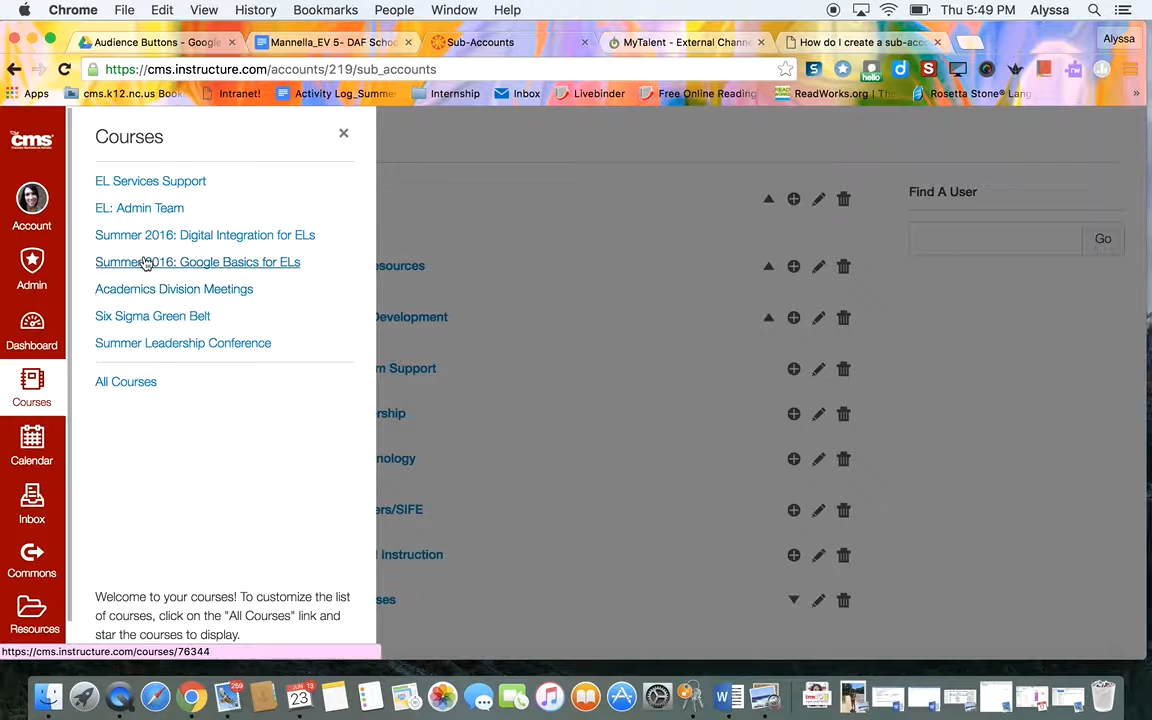 Chrome File Edit View History Bookmarks People Window Help Thu 5:49 PM Alyssa
Audience Buttons - Google Mannella_EV 5- DAF Schoo Sub-Accounts MyTalent - External Chann How do I create a sub-acc Alyssa
https://cms.instructure.com/accounts/219/sub_accounts
hello
Apps cms.k12.nc.us Book Intranet! Activity Log_Summe Internship Inbox Livebinder Free Online Reading ReadWorks.org | The Rosetta Stone® Lang
cms
Courses
EL Services Support
Find A User
Account
EL: Admin Team
Summer 2016: Digital Integration for ELs
Go
Summer 2016: Google Basics for ELs
esources
Admin
Academics Division Meetings
Six Sigma Green Belt
Development
Dashboard
Summer Leadership Conference
m Support
All Courses
Courses
rship
Calendar
nology
Inbox
ers/SIFE
Commons
l Instruction
Welcome to your courses! To customize the list
ses
of courses, click on the "All Courses" link and
Resources
star the courses to display.
https://cms.instructure.com/courses/76344
259
JUN 13
23